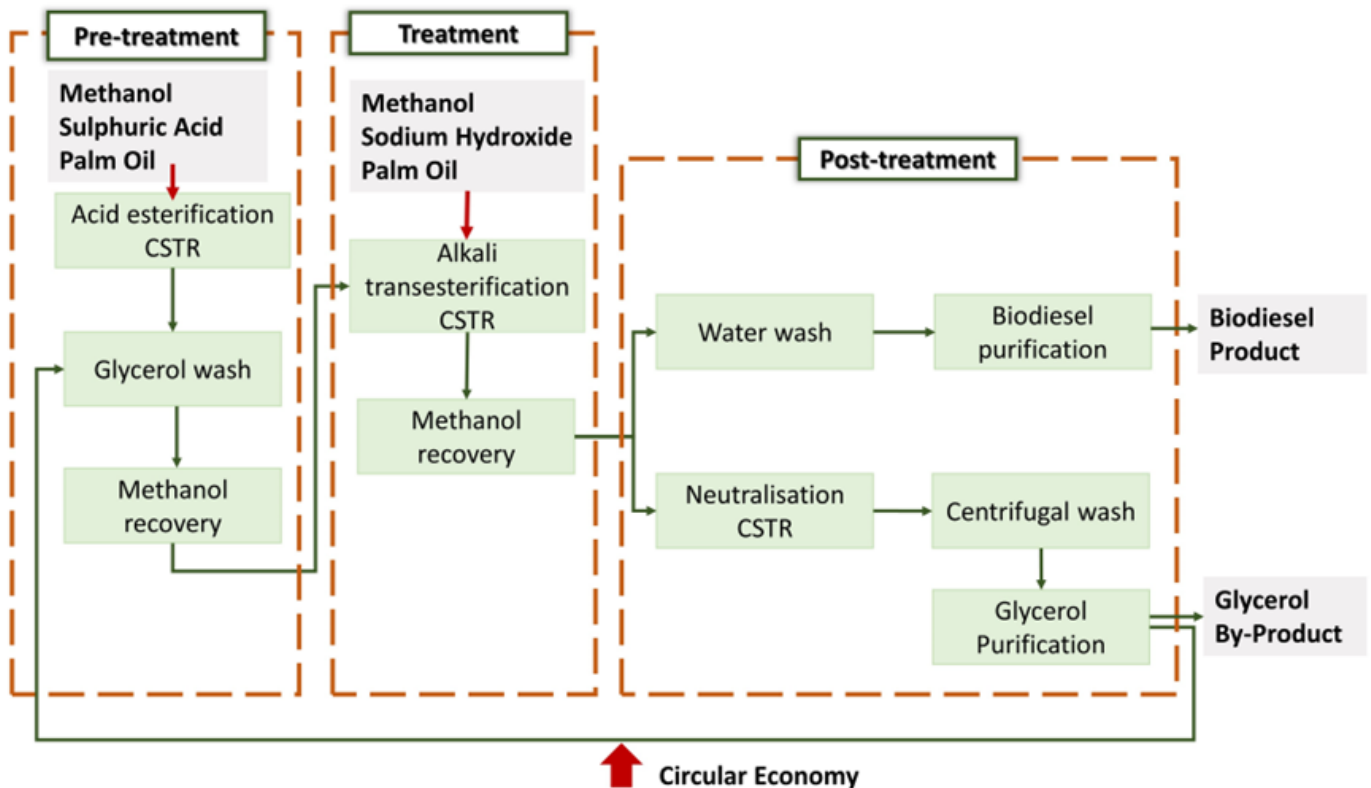 Pre-treatment
Methanol
Sulphuric Acid
Palm Oil
Acid esterification
CSTR
Glycerol wash
Methanol
recovery
Treatment
Methanol
Sodium Hydroxide
Palm Oil
Alkali
transesterification
CSTR
Methanol
recovery
Post-treatment
Water wash
Biodiesel
purification
Biodiesel
Product
Neutralisation
CSTR
Centrifugal wash
Glycerol
Purification
Glycerol
By-Product
Circular Economy